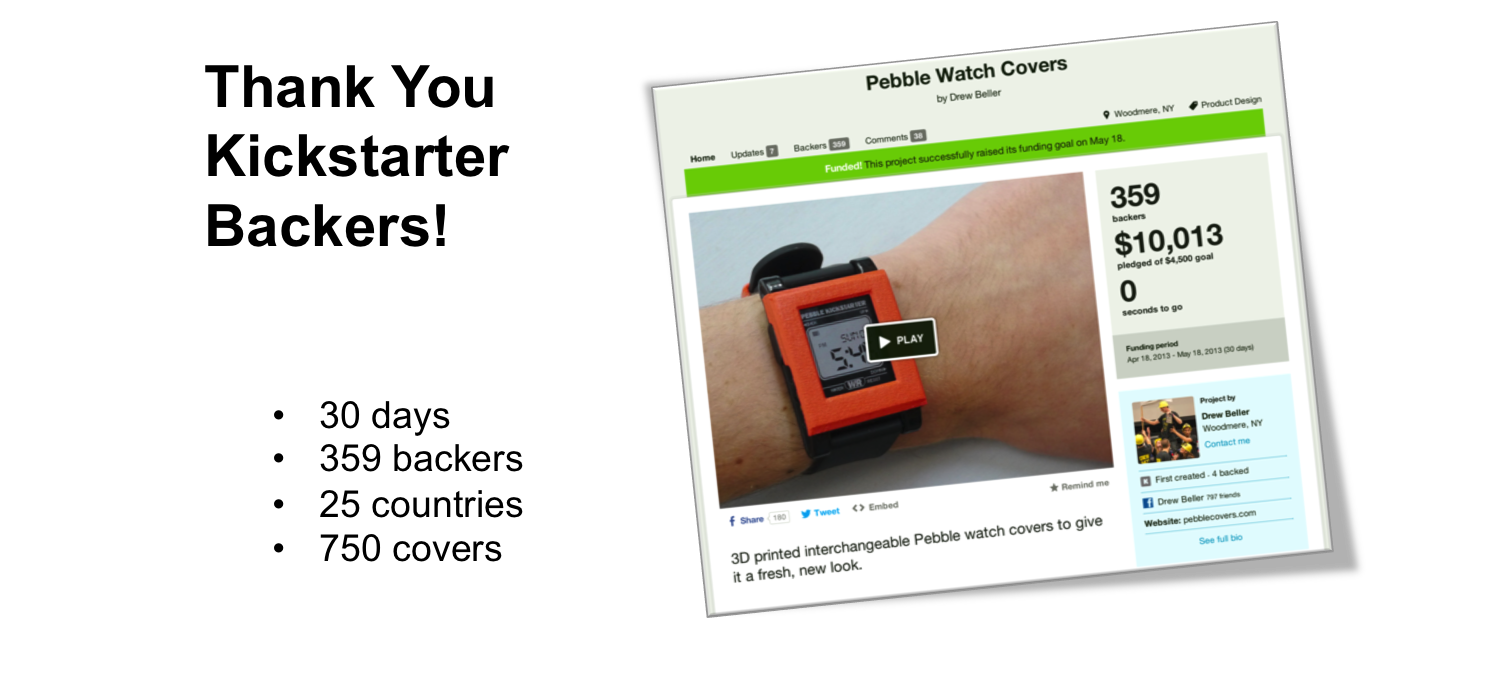 Thank You
Kickstarter
Backers!
• 30 days
• 359 backers
• 25 countries
• 750 covers
Pebble Watch Covers
by Drew Beller
Woodmere, NY Product Design
Home Updates 7 Backers 359 Comments 38
Funded! This project successfully raised its funding goal on May 18.
359
backers
$10,013
pledged of $4,500 goal
0
seconds to go
Funding period
Apr 18, 2013 - May 18, 2013 (30 days)
PEBBLE KICKSTARTER
5:4
WR
PLAY
Project by
Drew Beller
Woodmere, NY
Contact me
First created · 4 backed
Drew Beller 797 friends
Website: pebblecovers.com
See full bio
Share 180 Tweet Embed
Remind me
3D printed interchangeable Pebble watch covers to give
it a fresh, new look.